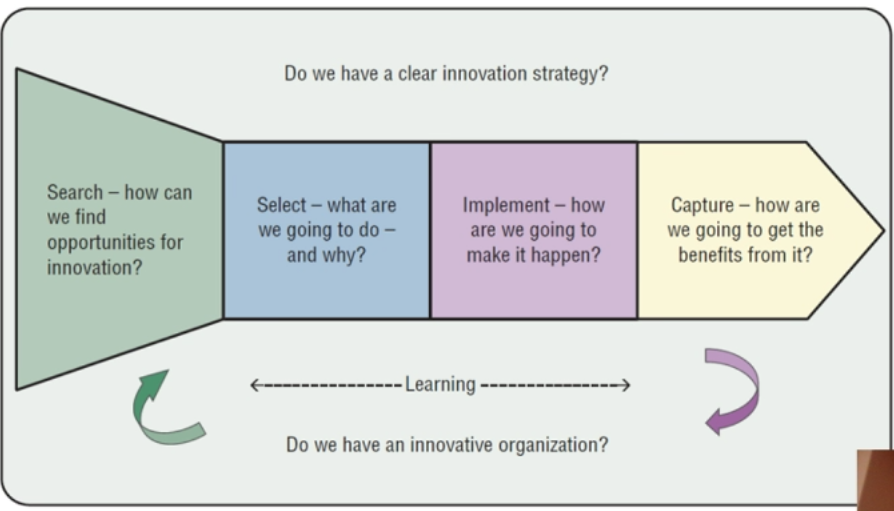 Do we have a clear innovation strategy?
Search – how can
we find
opportunities for
innovation?
Select – what are
we going to do –
and why?
Implement – how
are we going to
make it happen?
Capture – how are
we going to get the
benefits from it?
Learning
Do we have an innovative organization?